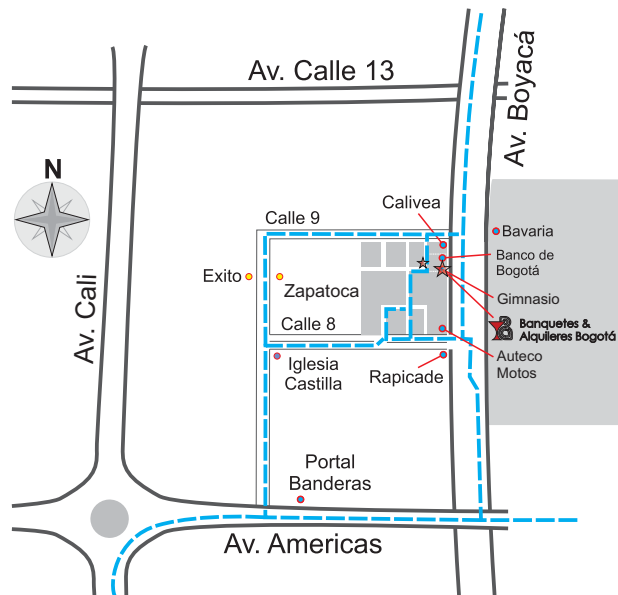 Av. Calle 13
Av. Boyacá
N
Calivea
Calle 9
Bavaria
Banco de
Bogotá
Exito
Zapatoca
Gimnasio
Av. Cali
Calle 8
Banquetes &
Alquileres Bogotá
Iglesia
Castilla
Rapicade
Auteco
Motos
Portal
Banderas
Av. Americas